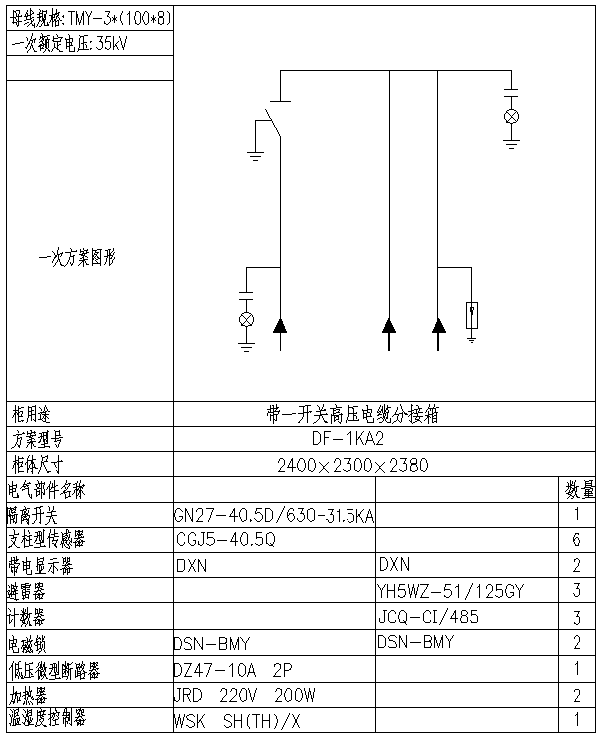 母线规格:TMY-3*(100*8)
一次额定电压:35kV
一次方案图形
柜用途 带一开关高压电缆分接箱
方案型号 DF-1KA2
柜体尺寸 2400×2300×2380
电气部件名称 数量
隔离开关 GN27-40.5D/630-31.5KA 1
支柱型传感器 CGJ5-40.5Q 6
带电显示器 DXN DXN 2
避雷器 YH5WZ-51/125GY 3
计数器 JCQ-CI/485 3
电磁锁 DSN-BMY DSN-BMY 2
低压微型断路器 DZ47-10A 2P 1
加热器 JRD 220V 200W 2
温湿度控制器 WSK SH(TH)/X 1